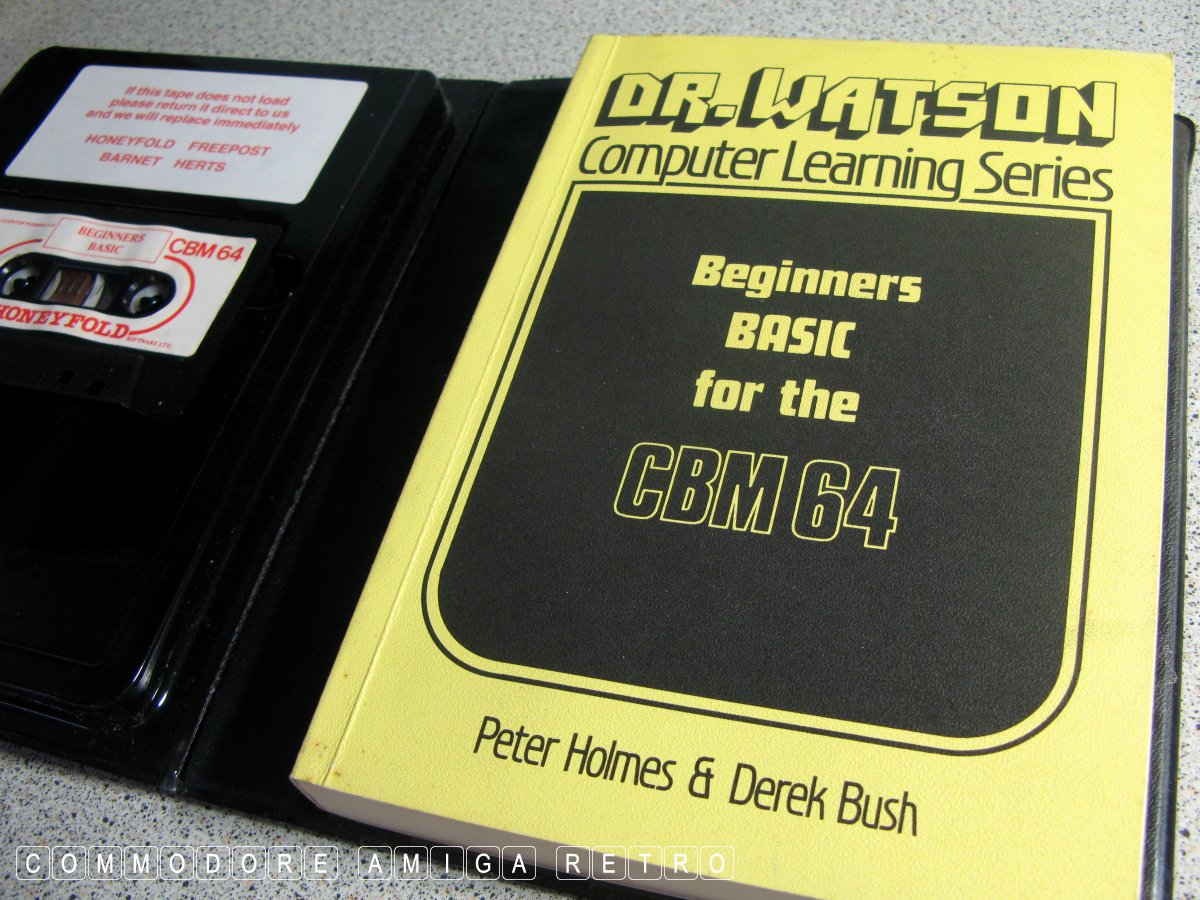 If this tape does not load
please return it direct to us
and we will replace immediately
HONEYFOLD FREEPOST
BARNET HERTS
BEGINNERS
BASIC
CBM 64
HONEYFOLD
SOFTWARE LTD.
DR. WATSON
Computer Learning Series
Beginners
BASIC
for the
CBM 64
Peter Holmes & Derek Bush
COMMODORE AMIGA RETRO